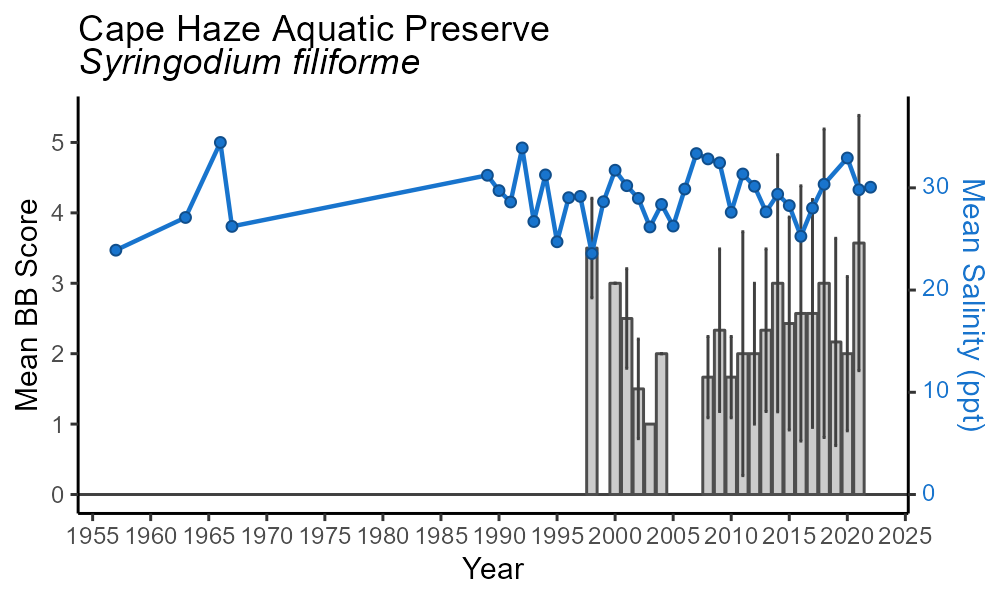 Cape Haze Aquatic Preserve
Syringodium filiforme
Mean BB Score
5
4
3
2
1
0
30
20
10
0
Mean Salinity (ppt)
1955 1960 1965 1970 1975 1980 1985 1990 1995 2000 2005 2010 2015 2020 2025
Year